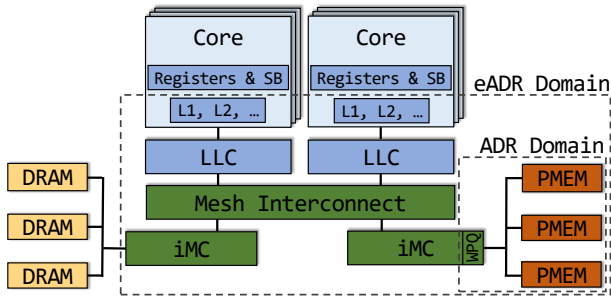 Core
Core
Registers & SB
Registers & SB
eADR Domain
L1, L2, …
L1, L2, …
LLC
LLC
ADR Domain
DRAM
PMEM
Mesh Interconnect
DRAM
PMEM
iMC
iMC
WPQ
DRAM
PMEM